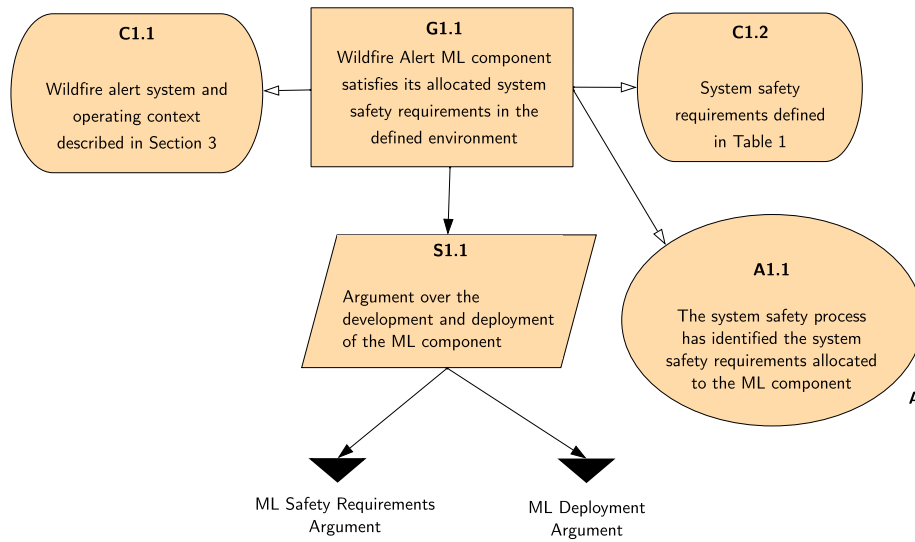 C1.1
Wildfire alert system and
operating context
described in Section 3
G1.1
Wildfire Alert ML component
satisfies its allocated system
safety requirements in the
defined environment
C1.2
System safety
requirements defined
in Table 1
S1.1
Argument over the
development and deployment
of the ML component
A1.1
The system safety process
has identified the system
safety requirements allocated
to the ML component
A
ML Safety Requirements
Argument
ML Deployment
Argument